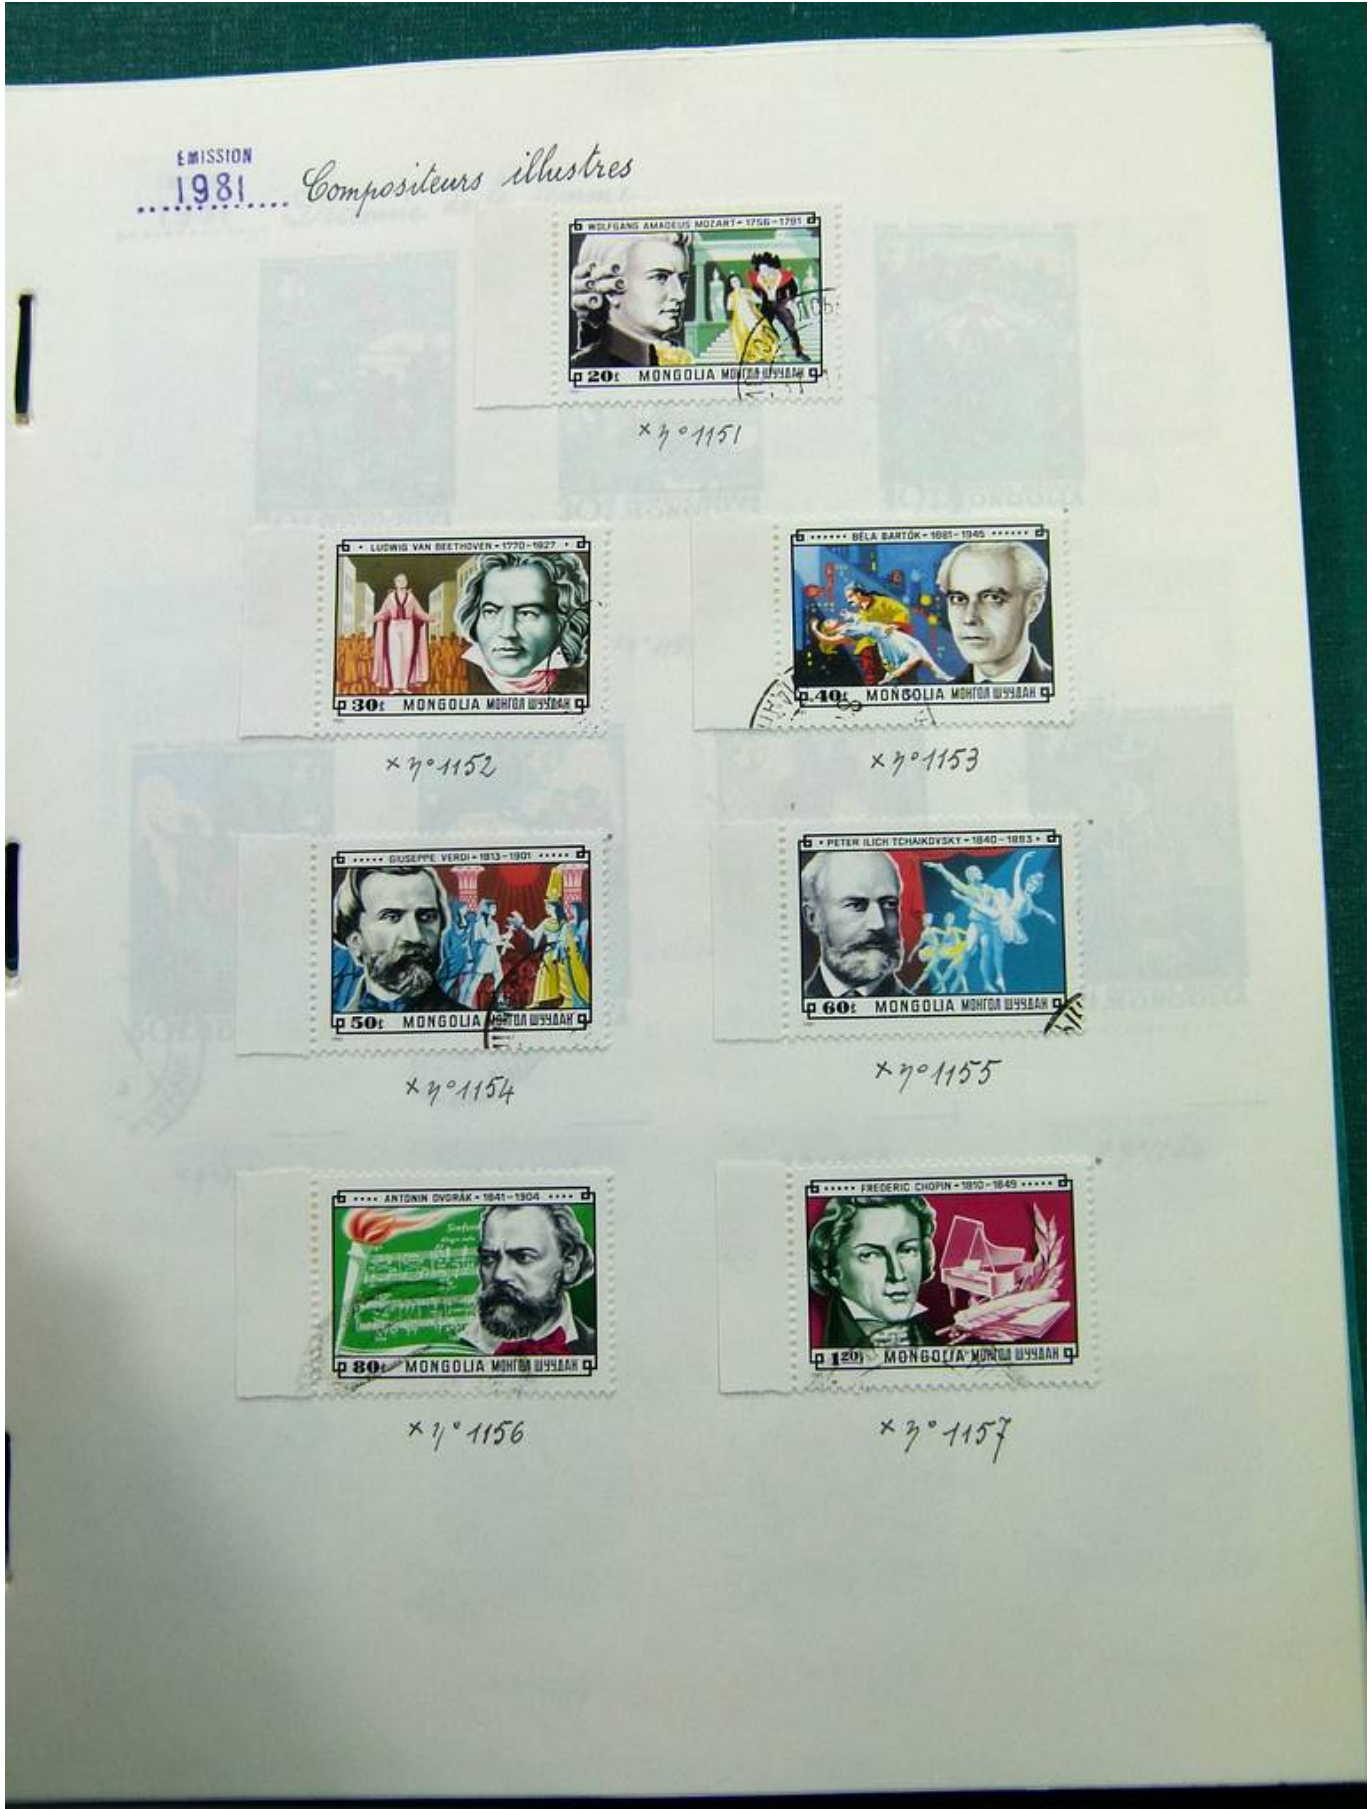 EMISSION
1981 Compositeurs illustres
WOLFGANG AMADEUS MOZART - 1756 - 1791
20t MONGOLIA МОНГОЛ ШУУДАН
× n° 1151
LUDWIG VAN BEETHOVEN - 1770 - 1827
30t MONGOLIA МОНГОЛ ШУУДАН
× n° 1152
BÉLA BARTÓK - 1881 - 1945
40t MONGOLIA МОНГОЛ ШУУДАН
× n° 1153
GIUSEPPE VERDI - 1813 - 1901
50t MONGOLIA МОНГОЛ ШУУДАН
× n° 1154
PETER ILICH TCHAIKOVSKY - 1840 - 1893
60t MONGOLIA МОНГОЛ ШУУДАН
× n° 1155
ANTONIN DVORÁK - 1841 - 1904
80t MONGOLIA МОНГОЛ ШУУДАН
× n° 1156
FREDERIC CHOPIN - 1810 - 1849
1.20t MONGOLIA МОНГОЛ ШУУДАН
× n° 1157